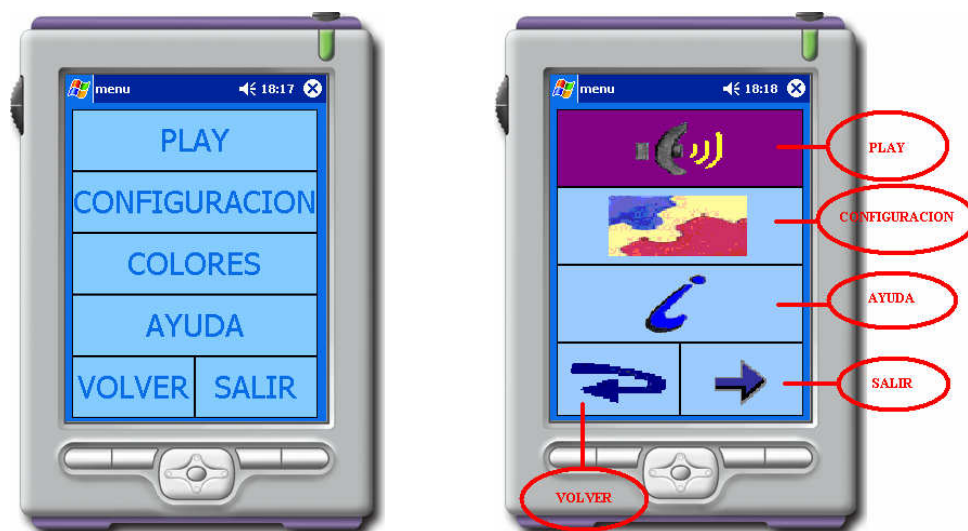 menu 18:17
PLAY
CONFIGURACION
COLORES
AYUDA
VOLVER SALIR
menu 18:18
PLAY
CONFIGURACION
AYUDA
SALIR
VOLVER